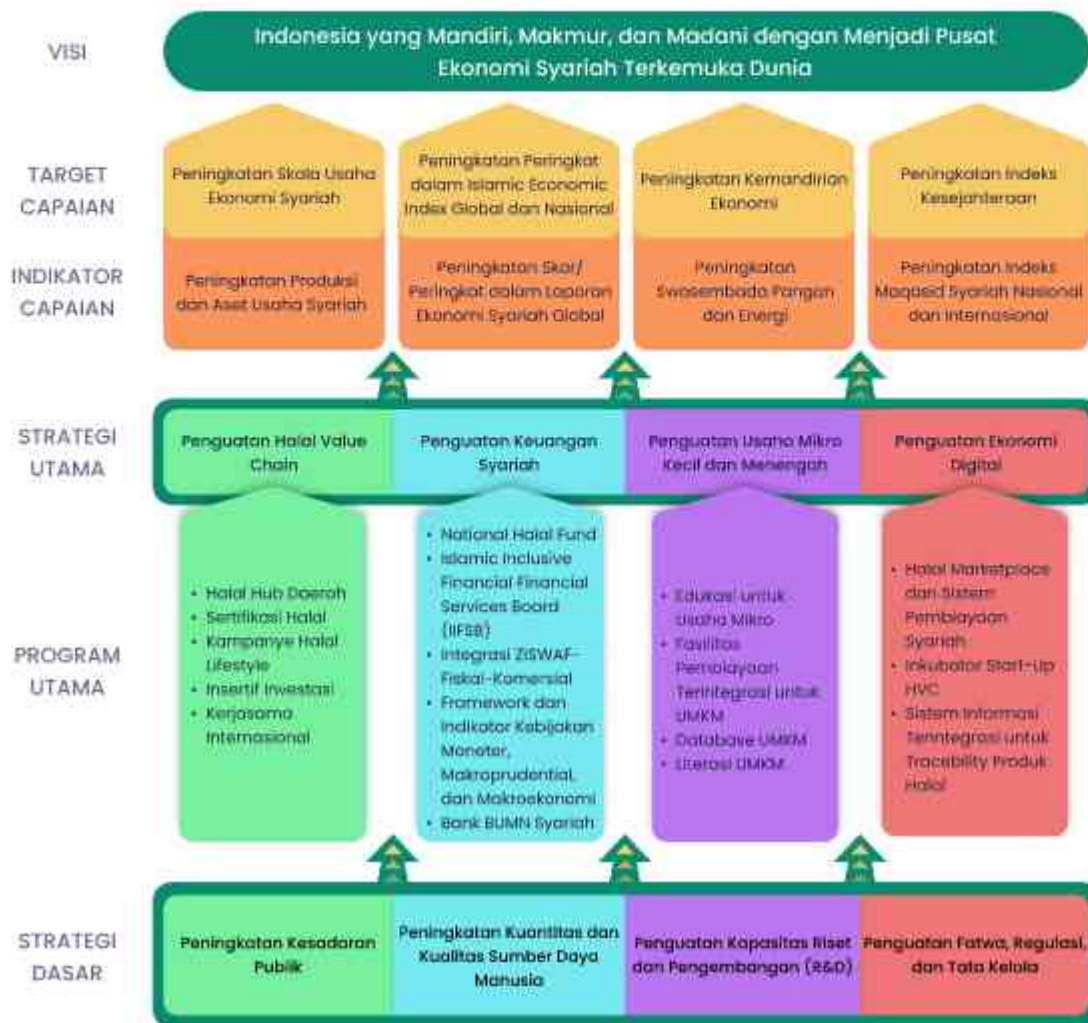 VISI
Indonesia yang Mandiri, Makmur, dan Madani dengan Menjadi Pusat
Ekonomi Syariah Terkemuka Dunia
TARGET
CAPAIAN
Peningkatan Skala Usaha
Ekonomi Syariah
Peningkatan Peringkat
dalam Islamic Economic
Index Global dan Nasional
Peningkatan Kemandirian
Ekonomi
Peningkatan Indeks
Kesejahteraan
INDIKATOR
CAPAIAN
Peningkatan Produksi
dan Aset Usaha Syariah
Peningkatan Skor/
Peringkat dalam Laporan
Ekonomi Syariah Global
Peningkatan
Swasembada Pangan
dan Energi
Peningkatan Indeks
Maqasid Syariah Nasional
dan Internasional
STRATEGI
UTAMA
Penguatan Halal Value
Chain
Penguatan Keuangan
Syariah
Penguatan Usaha Mikro
Kecil dan Menengah
Penguatan Ekonomi
Digital
PROGRAM
UTAMA
• Halal Hub Daerah
• Sertifikasi Halal
• Kampanye Halal
Lifestyle
• Insertif Investasi
• Kerjasama
Internasional
• National Halal Fund
• Islamic Inclusive
Financial Financial
Services Board
(IIFSB)
• Integrasi ZISWAF-
Fiskal-Komersial
• Framework dan
Indikator Kebijakan
Moneter,
Makroprudential,
dan Makroekonomi
• Bank BUMN Syariah
• Edukasi untuk
Usaha Mikro
• Fasilitas
Pembiayaan
Terintegrasi untuk
UMKM
• Database UMKM
• Literasi UMKM
• Halal Marketplace
dan Sistem
Pembiayaan
Syariah
• Inkubator Start-Up
HVC
• Sistem Informasi
Terintegrasi untuk
Tracebility Produk
Halal
STRATEGI
DASAR
Peningkatan Kesadaran
Publik
Peningkatan Kuantitas dan
Kualitas Sumber Daya
Manusia
Penguatan Kapasitas Riset
dan Pengembangan (R&D)
Penguatan Fatwa, Regulasi,
dan Tata Kelola